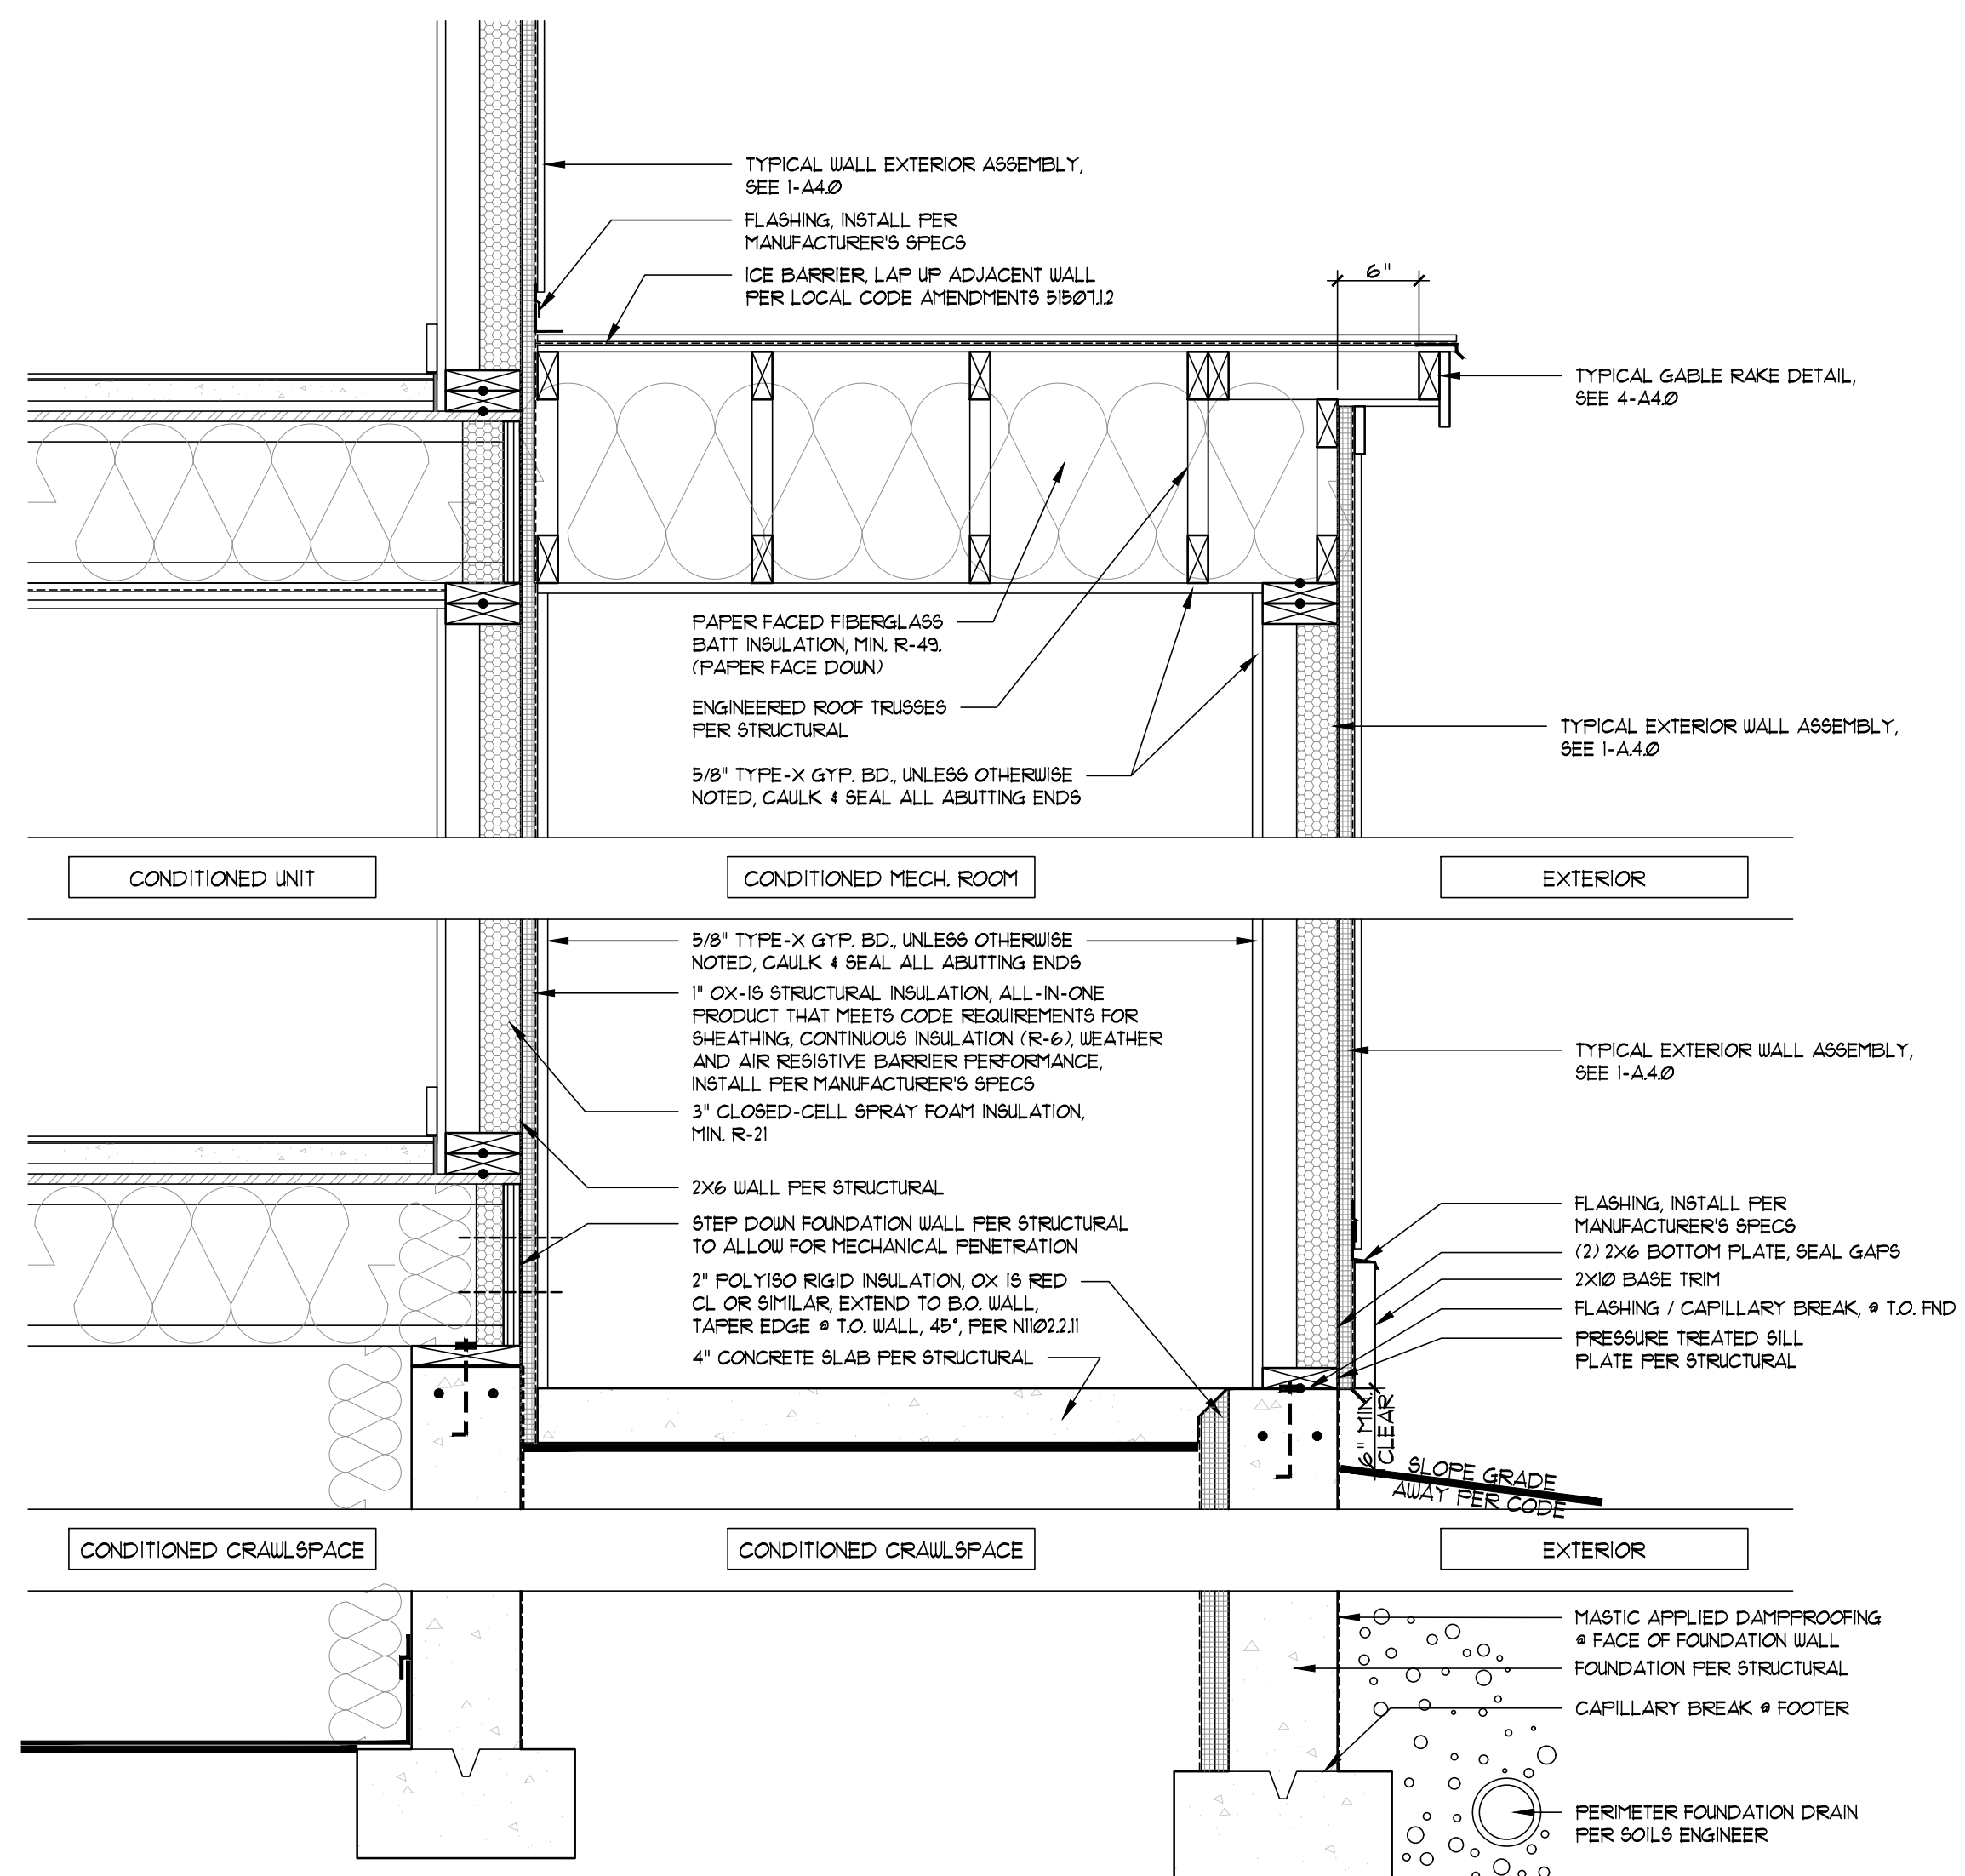 TYPICAL WALL EXTERIOR ASSEMBLY,
SEE 1-A4.0
FLASHING, INSTALL PER
MANUFACTURER'S SPECS
ICE BARRIER, LAP UP ADJACENT WALL
PER LOCAL CODE AMENDMENTS 51507.1.2
6"
TYPICAL GABLE RAKE DETAIL,
SEE 4-A4.0
PAPER FACED FIBERGLASS
BATT INSULATION, MIN. R-49.
(PAPER FACE DOWN)
ENGINEERED ROOF TRUSSES
PER STRUCTURAL
5/8" TYPE-X GYP. BD., UNLESS OTHERWISE
NOTED, CAULK & SEAL ALL ABUTTING ENDS
TYPICAL EXTERIOR WALL ASSEMBLY,
SEE 1-A.4.0
CONDITIONED UNIT
CONDITIONED MECH. ROOM
EXTERIOR
5/8" TYPE-X GYP. BD., UNLESS OTHERWISE
NOTED, CAULK & SEAL ALL ABUTTING ENDS
1" OX-IS STRUCTURAL INSULATION, ALL-IN-ONE
PRODUCT THAT MEETS CODE REQUIREMENTS FOR
SHEATHING, CONTINUOUS INSULATION (R-6), WEATHER
AND AIR RESISTIVE BARRIER PERFORMANCE,
INSTALL PER MANUFACTURER'S SPECS
3" CLOSED-CELL SPRAY FOAM INSULATION,
MIN. R-21
2X6 WALL PER STRUCTURAL
STEP DOWN FOUNDATION WALL PER STRUCTURAL
TO ALLOW FOR MECHANICAL PENETRATION
2" POLYISO RIGID INSULATION, OX IS RED
CL OR SIMILAR, EXTEND TO B.O. WALL,
TAPER EDGE @ T.O. WALL, 45°, PER N1102.2.11
4" CONCRETE SLAB PER STRUCTURAL
TYPICAL EXTERIOR WALL ASSEMBLY,
SEE 1-A.4.0
FLASHING, INSTALL PER
MANUFACTURER'S SPECS
(2) 2X6 BOTTOM PLATE, SEAL GAPS
2X10 BASE TRIM
FLASHING / CAPILLARY BREAK, @ T.O. FND
PRESSURE TREATED SILL
PLATE PER STRUCTURAL
6" MIN.
CLEAR
SLOPE GRADE
AWAY PER CODE
CONDITIONED CRAWLSPACE
CONDITIONED CRAWLSPACE
EXTERIOR
MASTIC APPLIED DAMPPROOFING
@ FACE OF FOUNDATION WALL
FOUNDATION PER STRUCTURAL
CAPILLARY BREAK @ FOOTER
PERIMETER FOUNDATION DRAIN
PER SOILS ENGINEER